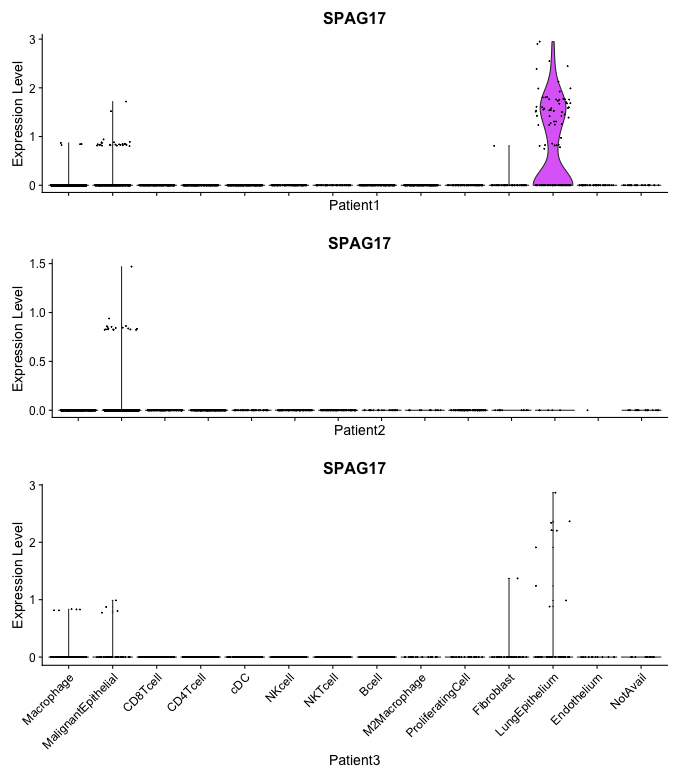 SPAG17
Expression Level
3
2
1
0
Patient1
SPAG17
Expression Level
1.5
1.0
0.5
0.0
Patient2
SPAG17
Expression Level
3
2
1
0
Macrophage
MalignantEpithelial
CD8Tcell
CD4Tcell
cDC
NKcell
NKTcell
Bcell
M2Macrophage
ProliferatingCell
Fibroblast
LungEpithelium
Endothelium
NotAvail
Patient3